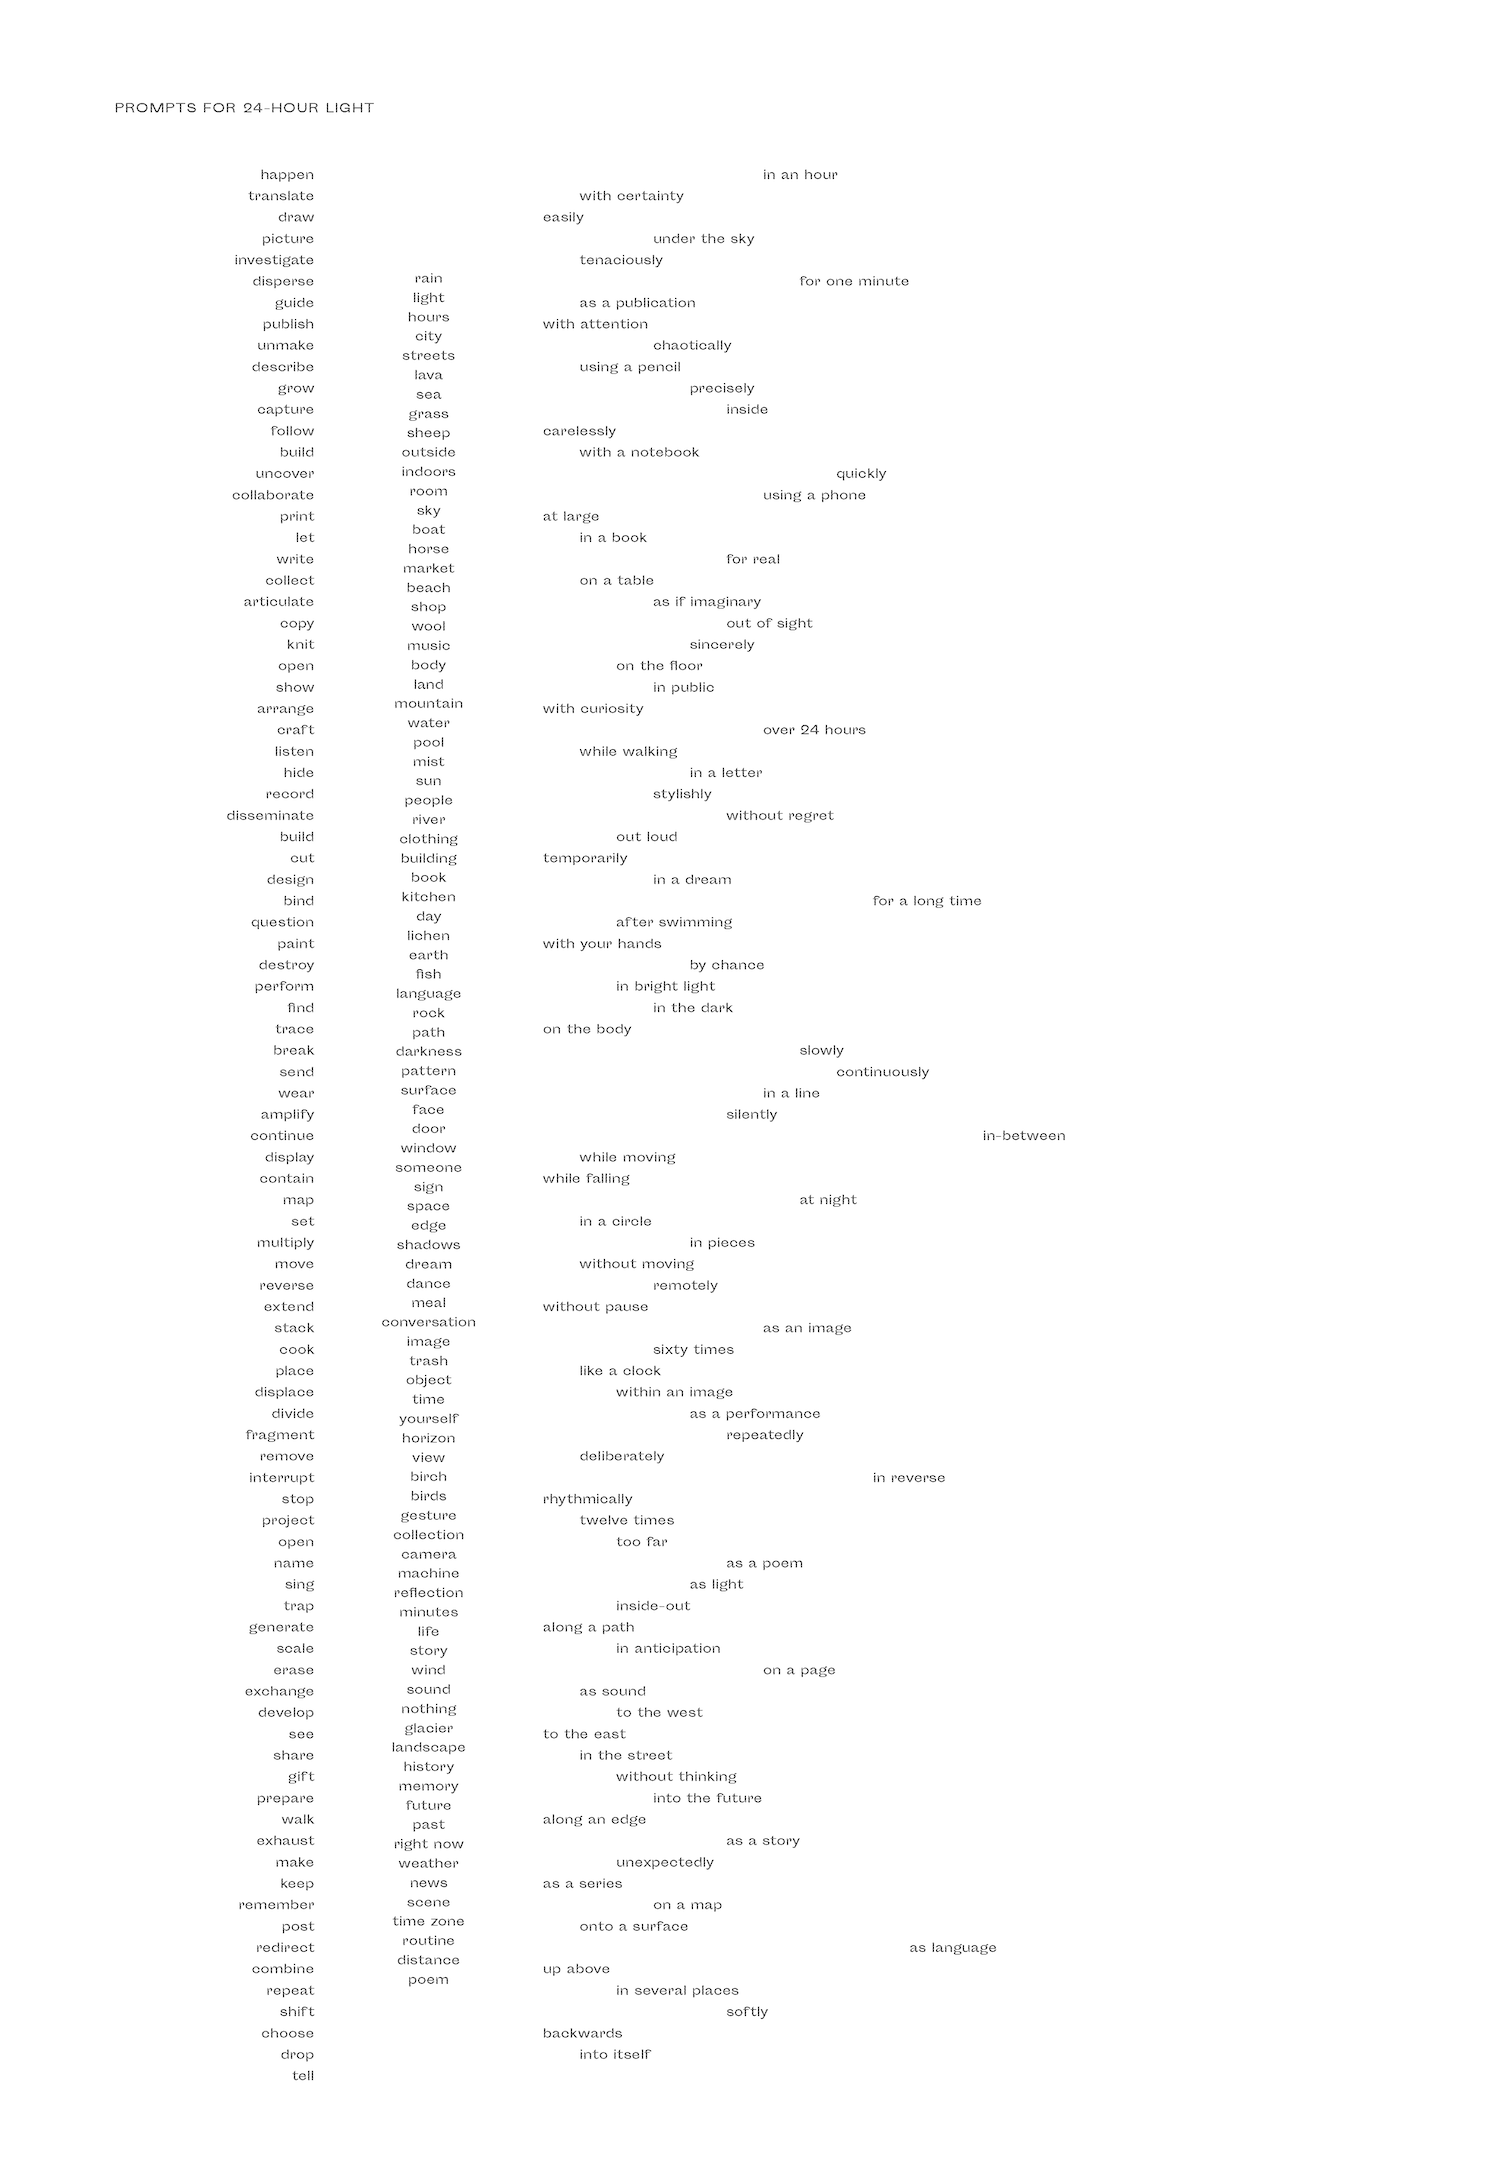 PROMPTS FOR 24-HOUR LIGHT
happen
translate
draw
picture
investigate
disperse
guide
publish
unmake
describe
grow
capture
follow
build
uncover
collaborate
print
let
write
collect
articulate
copy
knit
open
show
arrange
craft
listen
hide
record
disseminate
build
cut
design
bind
question
paint
destroy
perform
find
trace
break
send
wear
amplify
continue
display
contain
map
set
multiply
move
reverse
extend
stack
cook
place
displace
divide
fragment
remove
interrupt
stop
project
open
name
sing
trap
generate
scale
erase
exchange
develop
see
share
gift
prepare
walk
exhaust
make
keep
remember
post
redirect
combine
repeat
shift
choose
drop
tell
rain
light
hours
city
streets
lava
sea
grass
sheep
outside
indoors
room
sky
boat
horse
market
beach
shop
wool
music
body
land
mountain
water
pool
mist
sun
people
river
clothing
building
book
kitchen
day
lichen
earth
fish
language
rock
path
darkness
pattern
surface
face
door
window
someone
sign
space
edge
shadows
dream
dance
meal
conversation
image
trash
object
time
yourself
horizon
view
birch
birds
gesture
collection
camera
machine
reflection
minutes
life
story
wind
sound
nothing
glacier
landscape
history
memory
future
past
right now
weather
news
scene
time zone
routine
distance
poem
in an hour
with certainty
easily
under the sky
tenaciously
for one minute
as a publication
with attention
chaotically
using a pencil
precisely
inside
carelessly
with a notebook
quickly
using a phone
at large
in a book
for real
on a table
as if imaginary
out of sight
sincerely
on the floor
in public
with curiosity
over 24 hours
while walking
in a letter
stylishly
without regret
out loud
temporarily
in a dream
for a long time
after swimming
with your hands
by chance
in bright light
in the dark
on the body
slowly
continuously
in a line
silently
in-between
while moving
while falling
at night
in a circle
in pieces
without moving
remotely
without pause
as an image
sixty times
like a clock
within an image
as a performance
repeatedly
deliberately
in reverse
rhythmically
twelve times
too far
as a poem
as light
inside-out
along a path
in anticipation
on a page
as sound
to the west
to the east
in the street
without thinking
into the future
along an edge
as a story
unexpectedly
as a series
on a map
onto a surface
as language
up above
in several places
softly
backwards
into itself